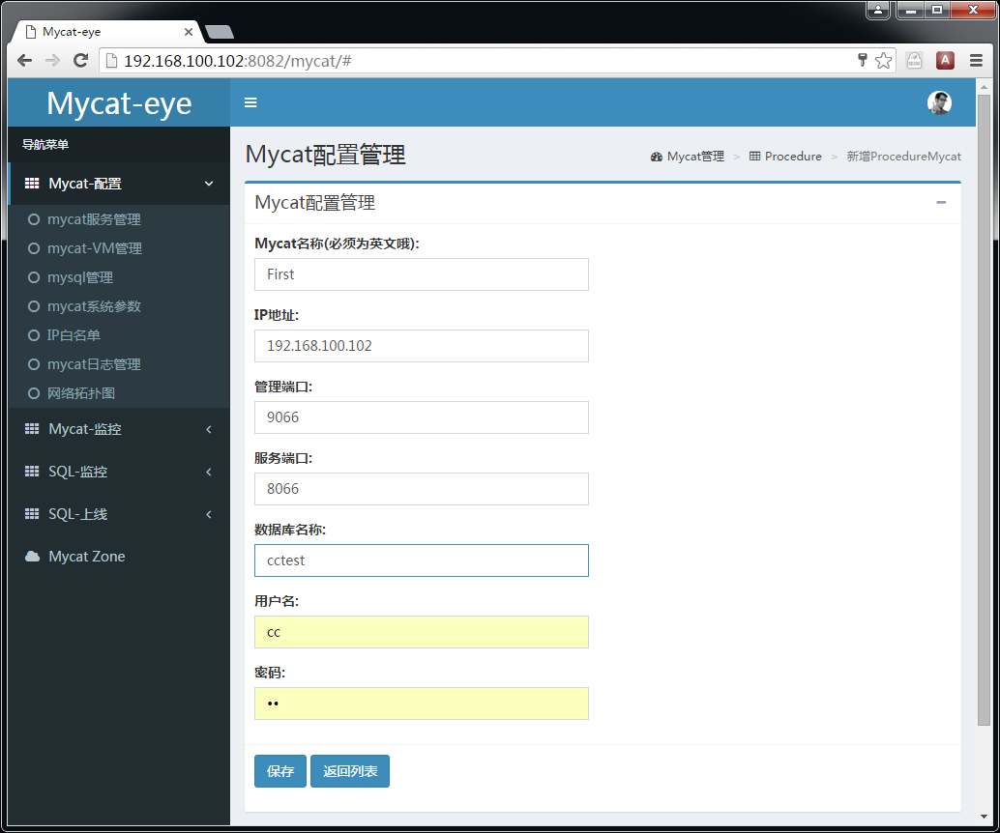 Mycat-eye
192.168.100.102:8082/mycat/#
A
Mycat-eye
导航菜单
Mycat-配置
mycat服务管理
mycat-VM管理
mysql管理
mycat系统参数
IP白名单
mycat日志管理
网络拓扑图
Mycat-监控
SQL-监控
SQL-上线
Mycat Zone
Mycat配置管理
Mycat管理 > Procedure > 新增ProcedureMycat
Mycat配置管理
Mycat名称(必须为英文哦):
First
IP地址:
192.168.100.102
管理端口:
9066
服务端口:
8066
数据库名称:
cctest
用户名:
cc
密码:
••
保存 返回列表